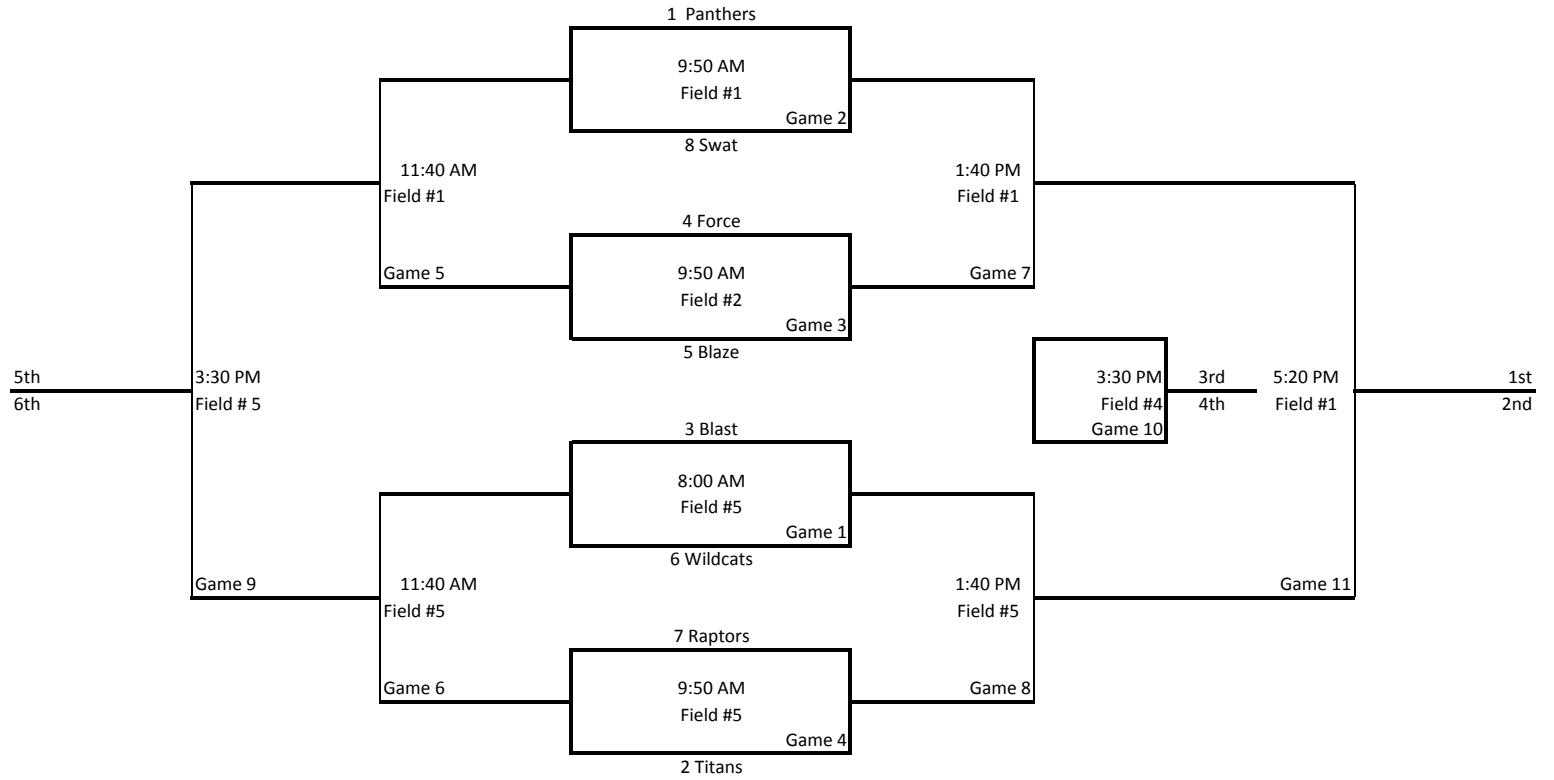 1 Panthers
9:50 AM
Field #1
Game 2
8 Swat
11:40 AM
Field #1
1:40 PM
Field #1
4 Force
Game 5
9:50 AM
Field #2
Game 3
Game 7
5 Blaze
5th
6th
3:30 PM
Field # 5
3:30 PM
Field #4
Game 10
3rd
4th
5:20 PM
Field #1
1st
2nd
3 Blast
8:00 AM
Field #5
Game 1
6 Wildcats
Game 9
11:40 AM
Field #5
1:40 PM
Field #5
Game 11
7 Raptors
Game 6
9:50 AM
Field #5
Game 4
Game 8
2 Titans